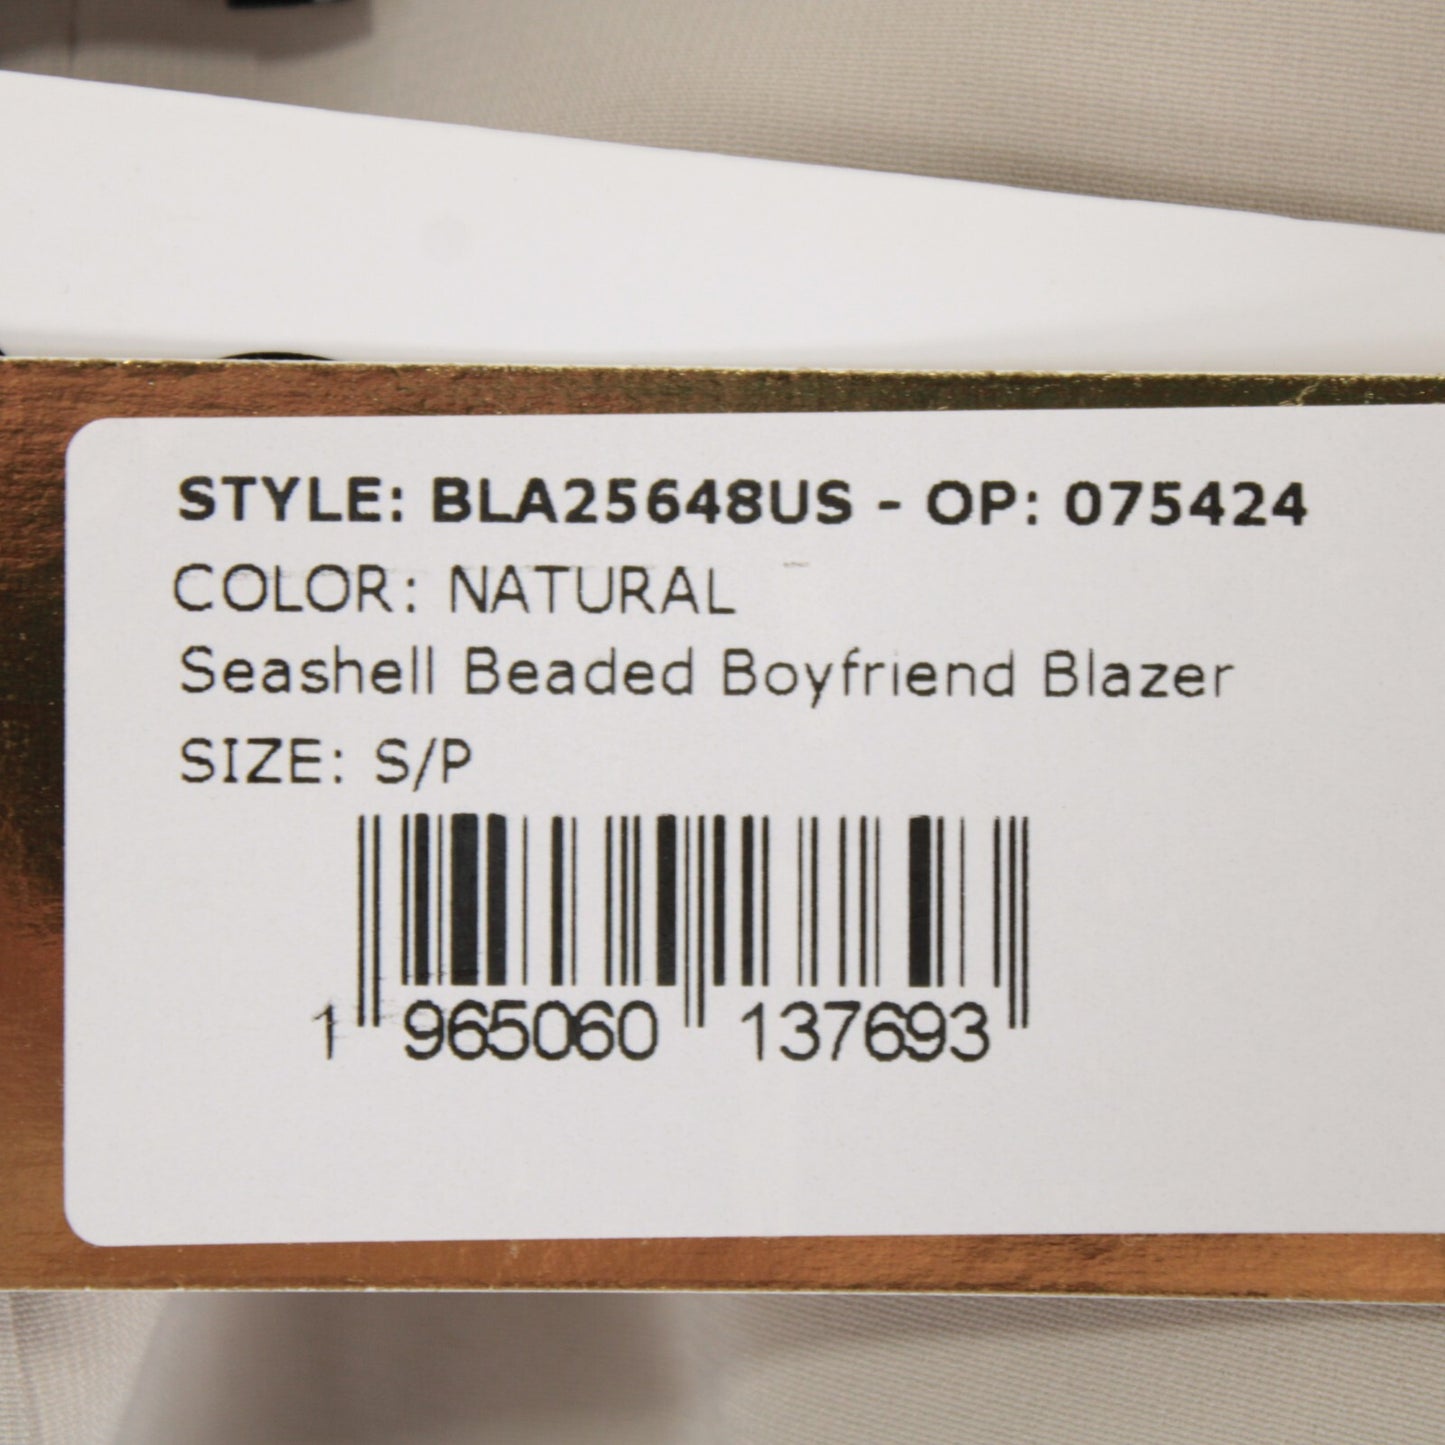 STYLE: BLA25648US - OP: 075424
COLOR: NATURAL
Seashell Beaded Boyfriend Blazer
SIZE: S/P
1 965060 137693